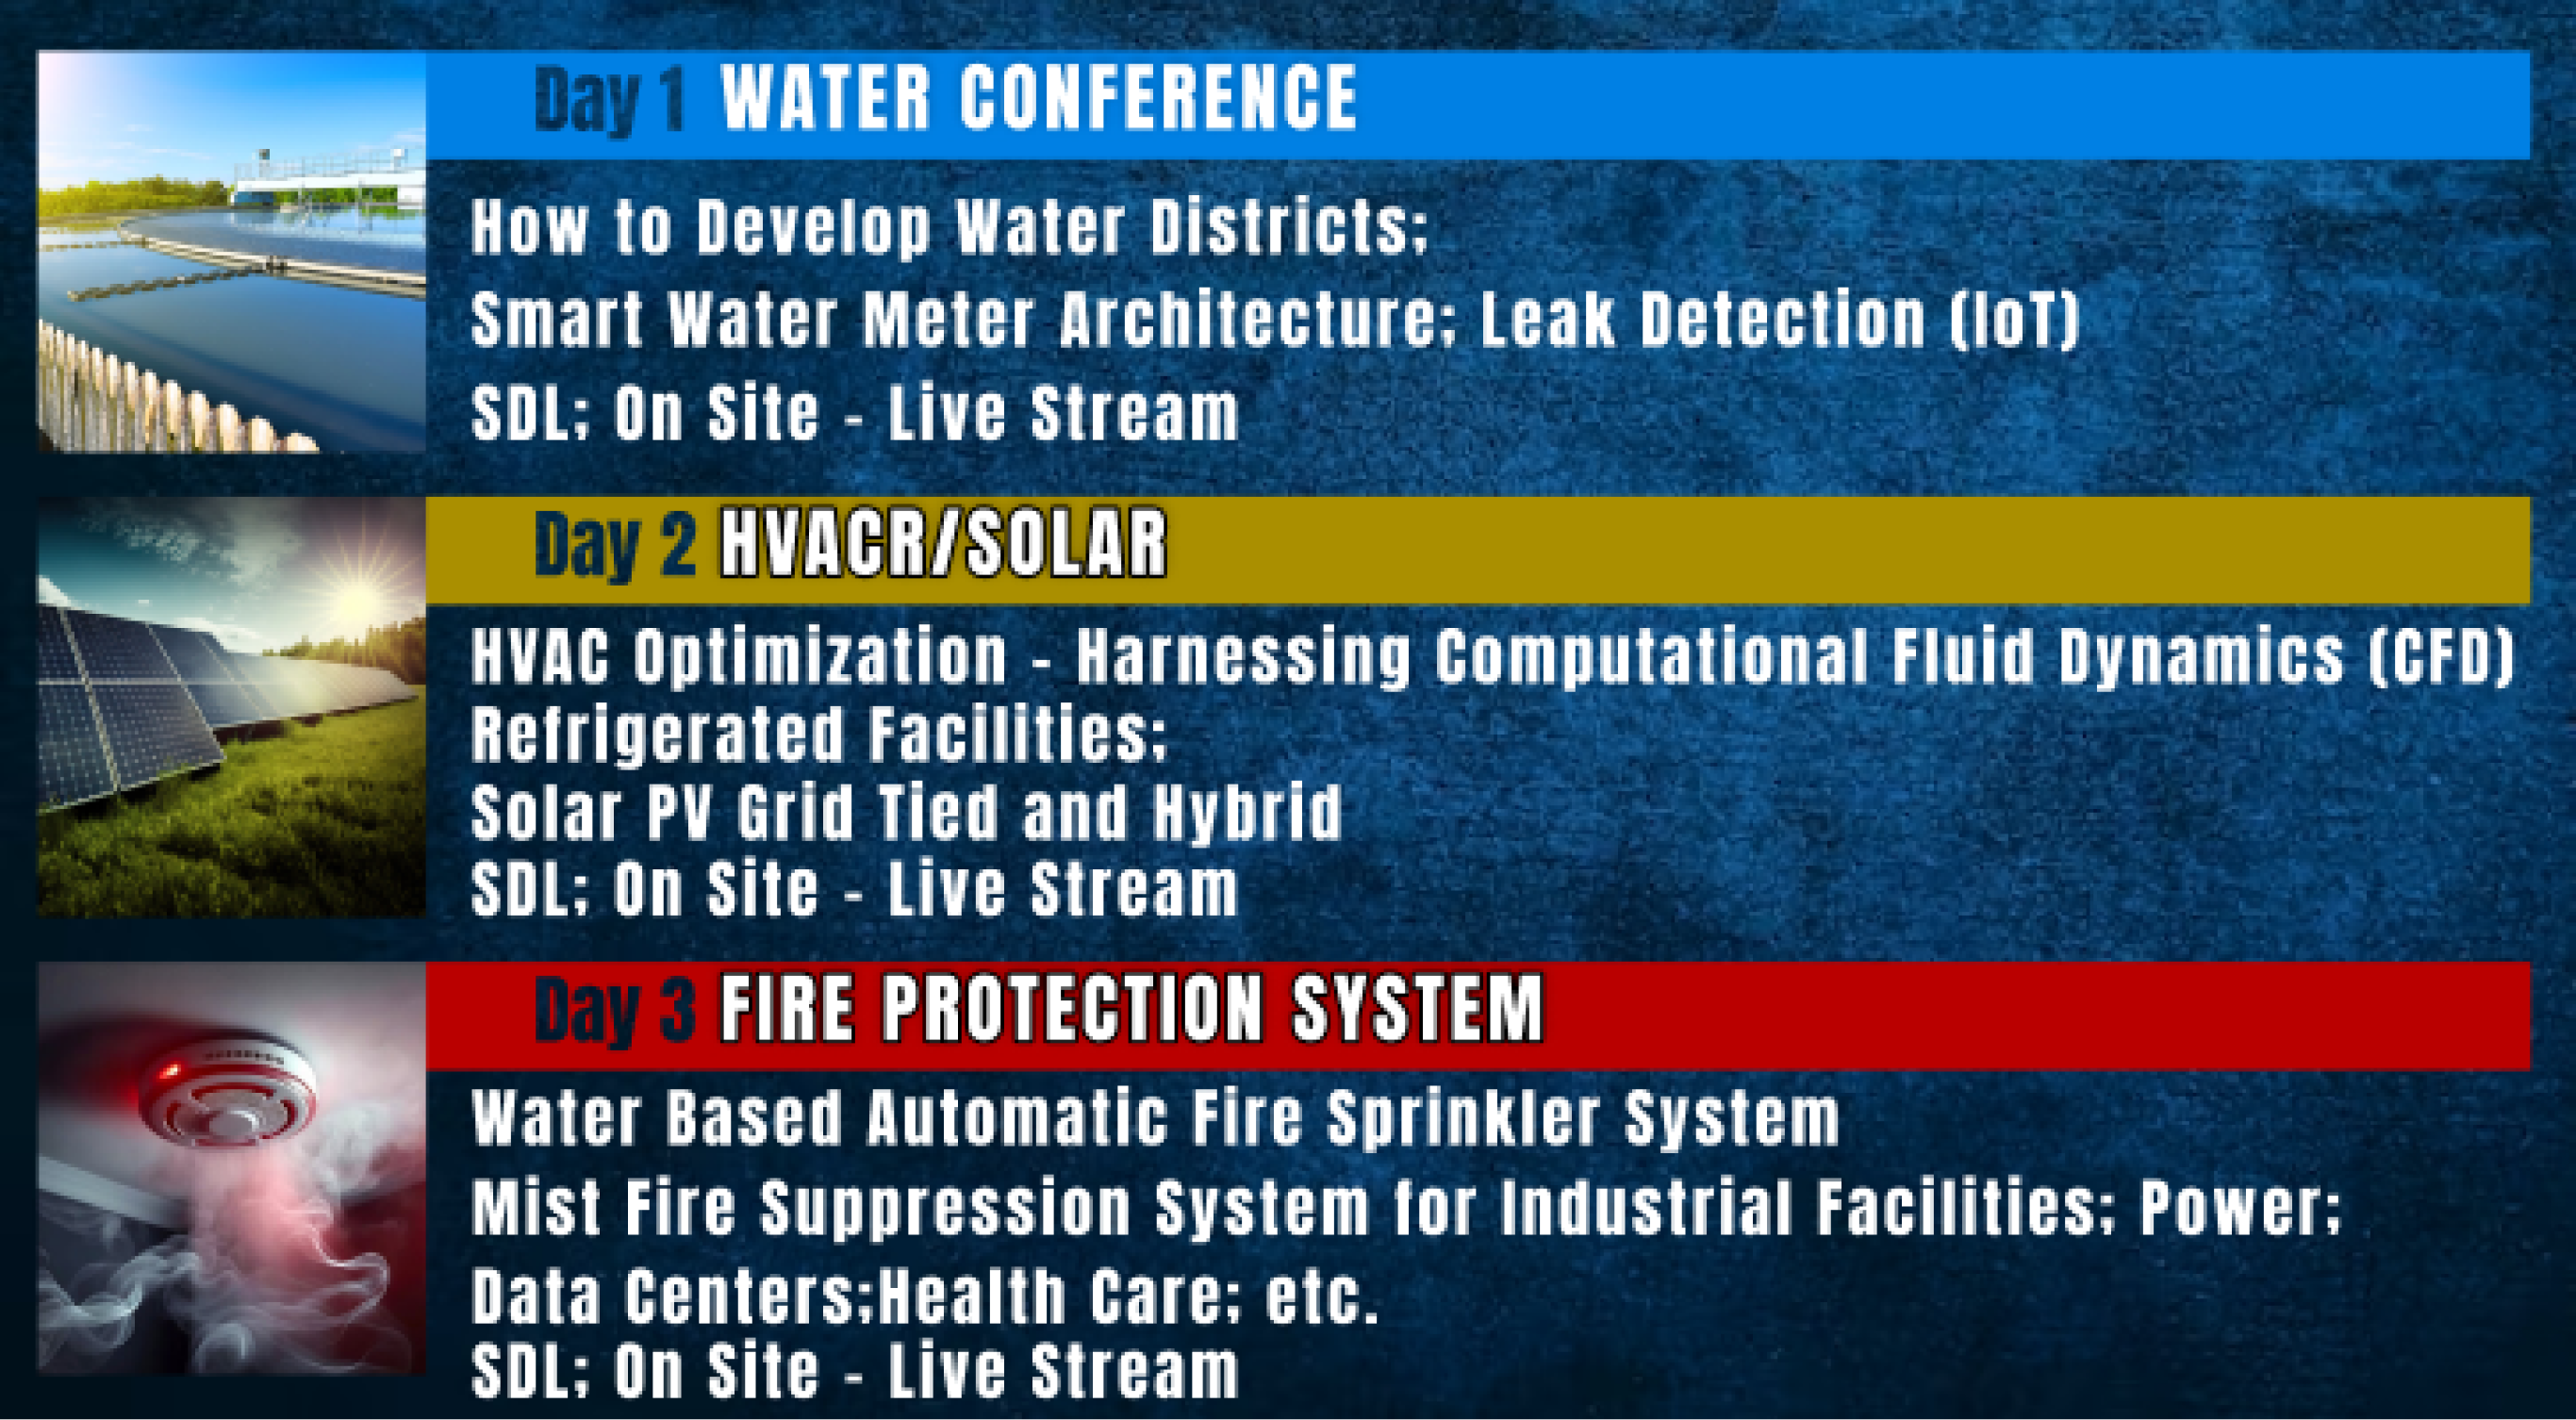 Day 1 WATER CONFERENCE
How to Develop Water Districts;
Smart Water Meter Architecture; Leak Detection (IoT)
SDL; On Site - Live Stream
Day 2 HVACR/SOLAR
HVAC Optimization - Harnessing Computational Fluid Dynamics (CFD)
Refrigerated Facilities;
Solar PV Grid Tied and Hybrid
SDL; On Site - Live Stream
Day 3 FIRE PROTECTION SYSTEM
Water Based Automatic Fire Sprinkler System
Mist Fire Suppression System for Industrial Facilities; Power;
Data Centers;Health Care; etc.
SDL; On Site - Live Stream